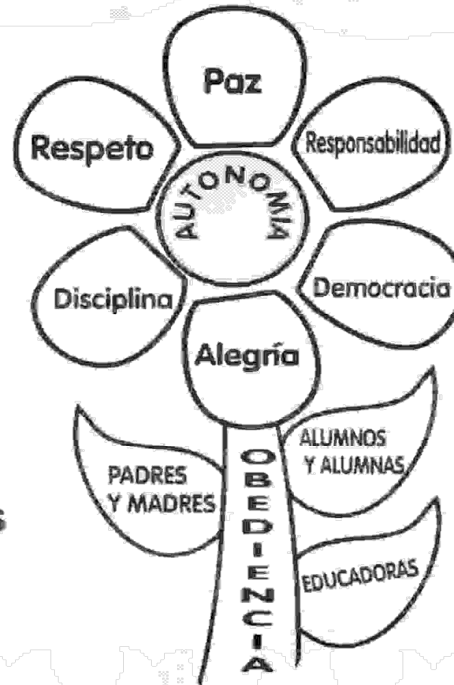 Paz
Respeto
Responsabilidad
AUTONOMIA
Disciplina
Democracia
Alegría
ALUMNOS
Y ALUMNAS
PADRES
Y MADRES
OBEDIENCIA
EDUCADORAS
S